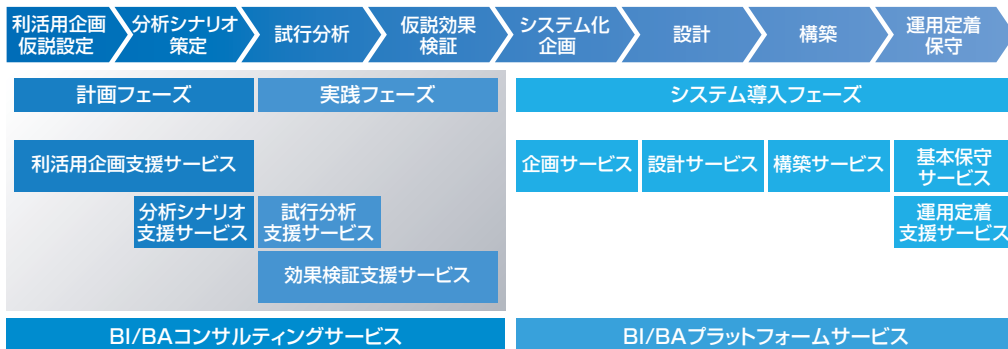 利活用企画
仮説設定
分析シナリオ
策定
試行分析
仮説効果
検証
システム化
企画
設計
構築
運用定着
保守
計画フェーズ
実践フェーズ
システム導入フェーズ
利活用企画支援サービス
企画サービス
設計サービス
構築サービス
基本保守
サービス
分析シナリオ
支援サービス
試行分析
支援サービス
運用定着
支援サービス
効果検証支援サービス
BI/BAコンサルティングサービス
BI/BAプラットフォームサービス